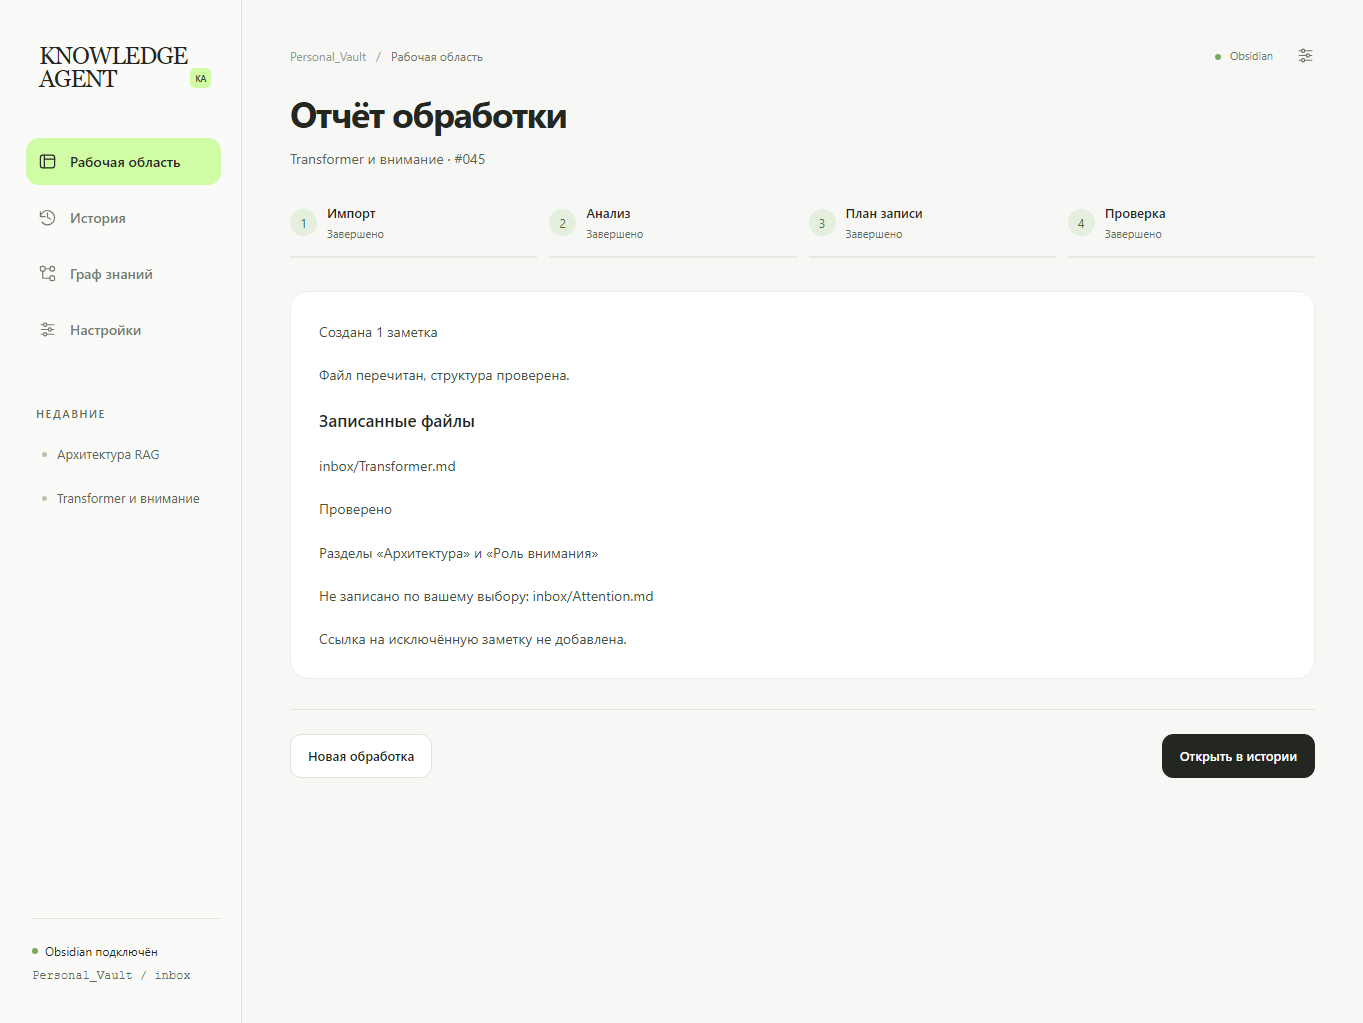 KNOWLEDGE
AGENT
KA
Рабочая область
История
Граф знаний
Настройки
НЕДАВНИЕ
Архитектура RAG
Transformer и внимание
Obsidian подключён
Personal_Vault / inbox
Personal_Vault / Рабочая область
Obsidian
Отчёт обработки
Transformer и внимание · #045
1
Импорт
Завершено
2
Анализ
Завершено
3
План записи
Завершено
4
Проверка
Завершено
Создана 1 заметка
Файл перечитан, структура проверена.
Записанные файлы
inbox/Transformer.md
Проверено
Разделы «Архитектура» и «Роль внимания»
Не записано по вашему выбору: inbox/Attention.md
Ссылка на исключённую заметку не добавлена.
Новая обработка
Открыть в истории